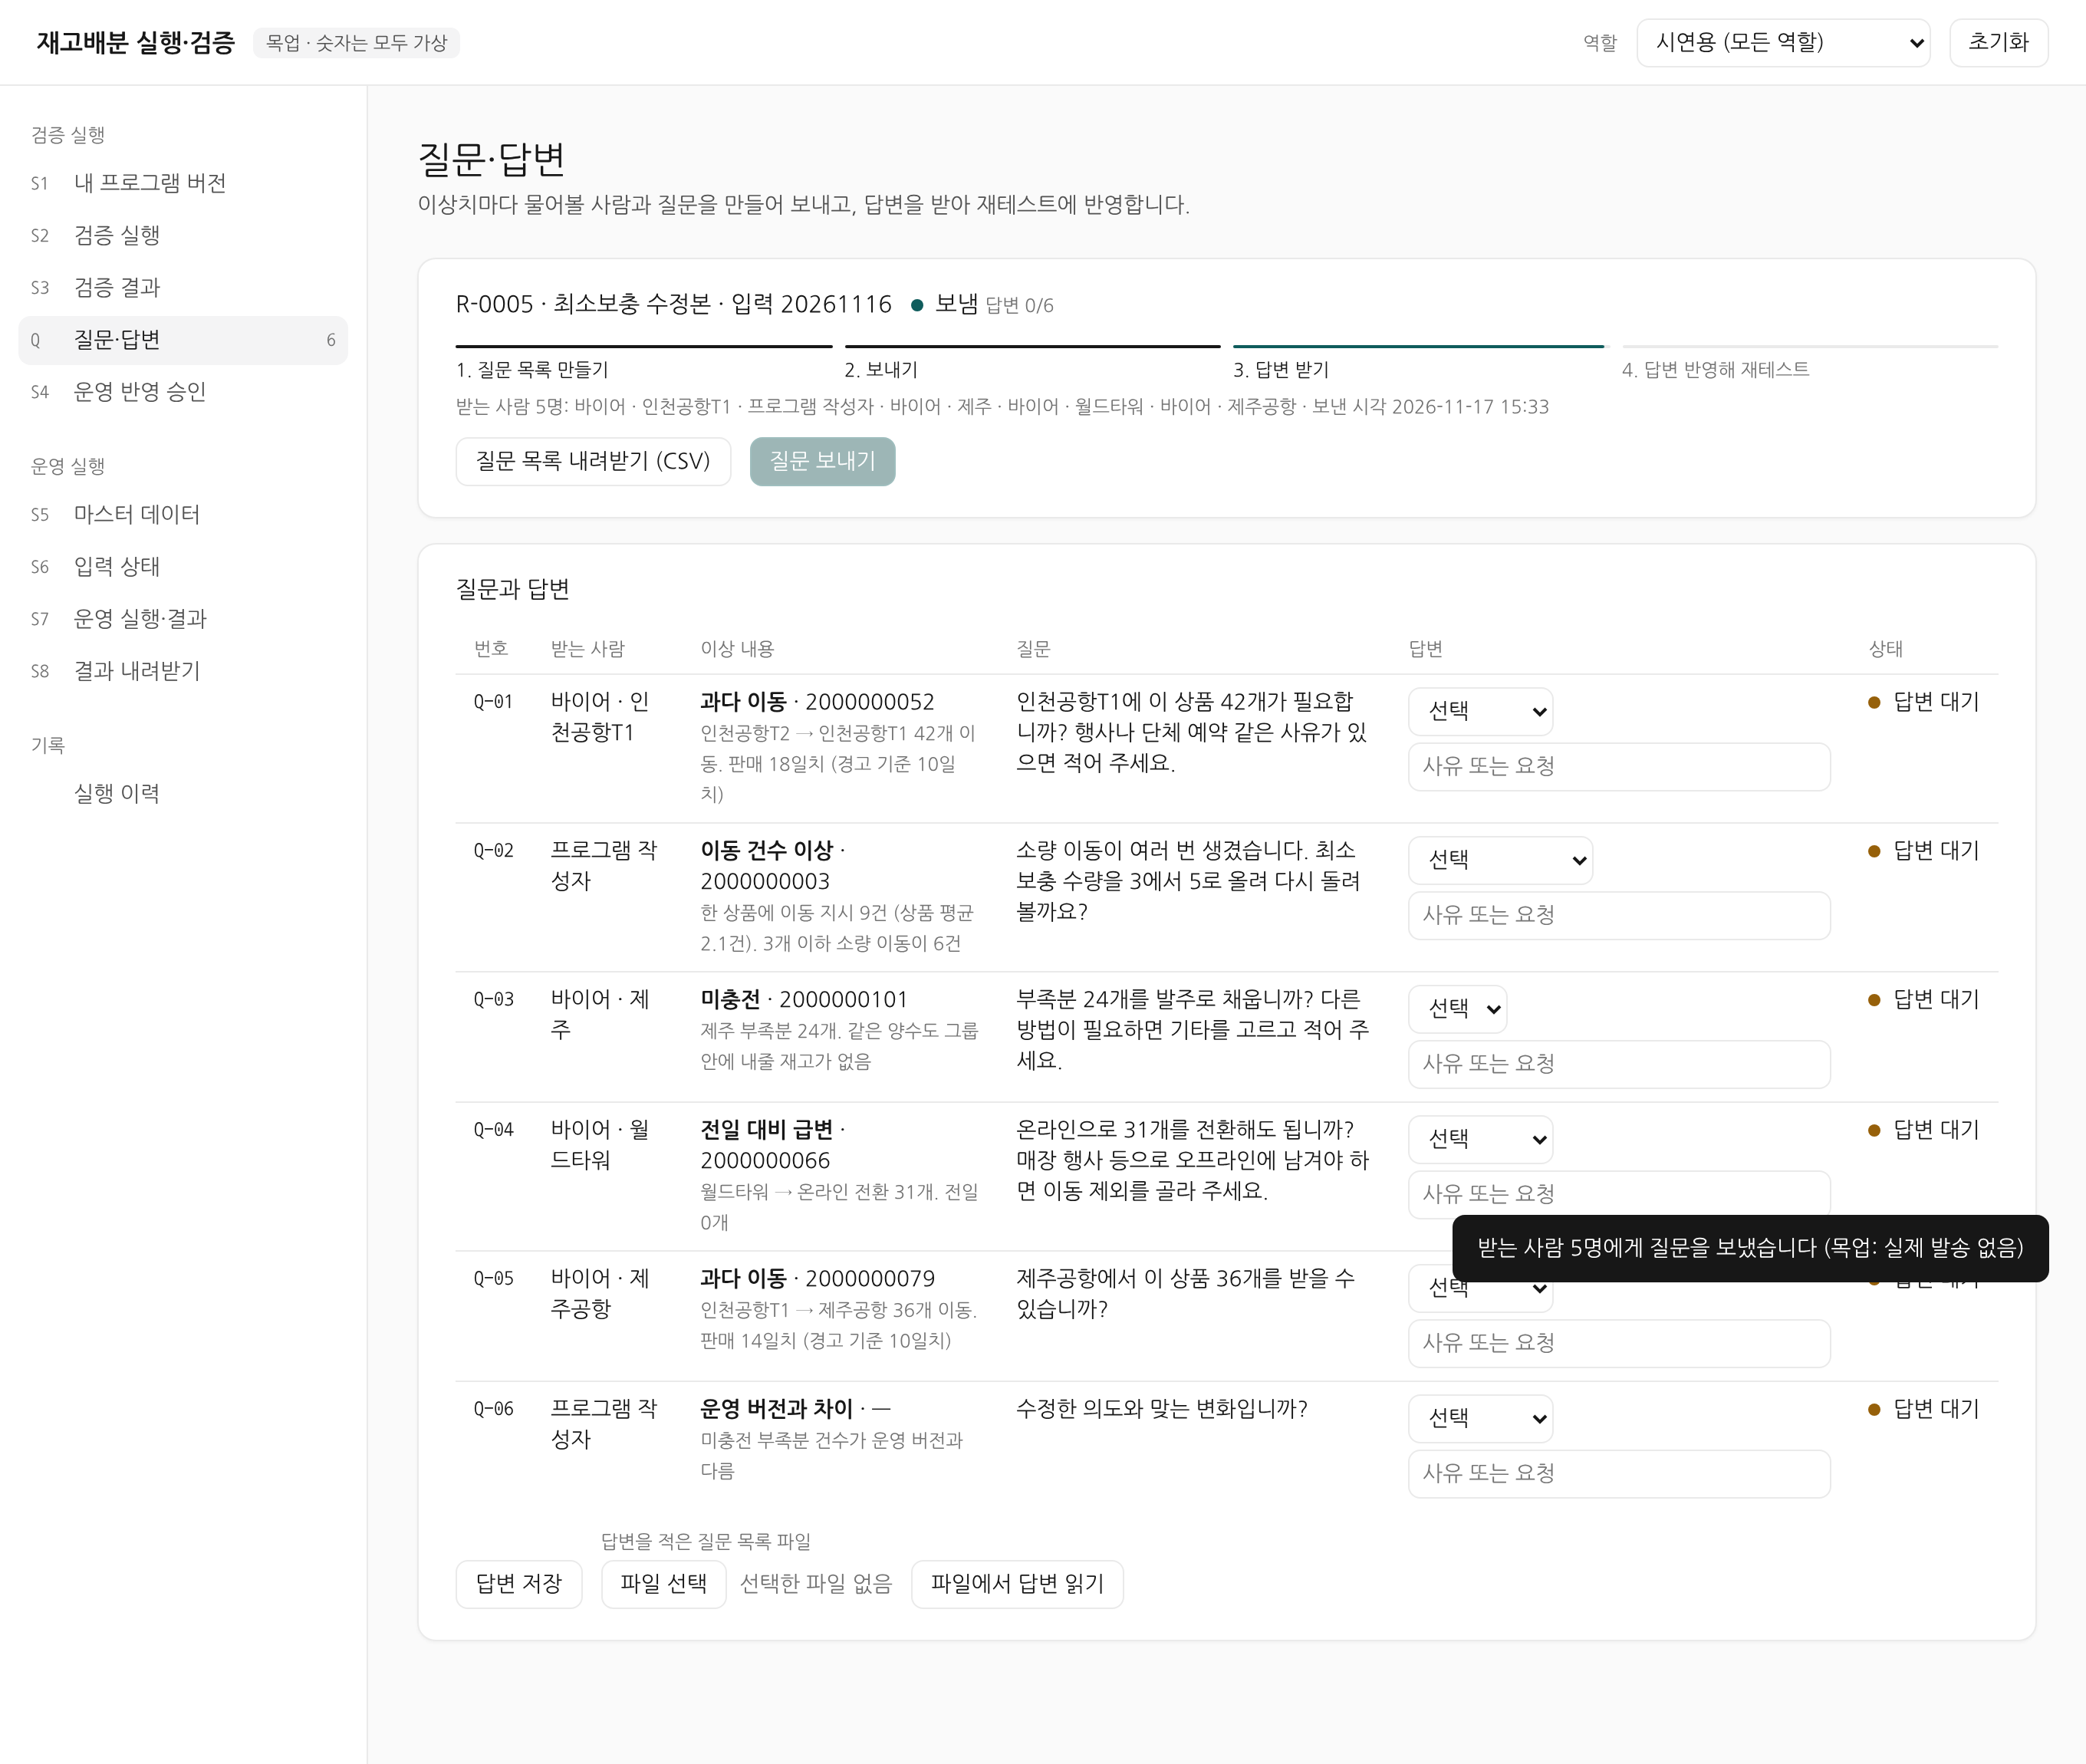 재고배분 실행·검증
목업 · 숫자는 모두 가상
역할
시연용 (모든 역할)
초기화
검증 실행
S1 내 프로그램 버전
S2 검증 실행
S3 검증 결과
Q 질문·답변 6
S4 운영 반영 승인
운영 실행
S5 마스터 데이터
S6 입력 상태
S7 운영 실행·결과
S8 결과 내려받기
기록
실행 이력
질문·답변
이상치마다 물어볼 사람과 질문을 만들어 보내고, 답변을 받아 재테스트에 반영합니다.
R-0005 · 최소보충 수정본 · 입력 20261116 보냄 답변 0/6
1. 질문 목록 만들기
2. 보내기
3. 답변 받기
4. 답변 반영해 재테스트
받는 사람 5명: 바이어 · 인천공항T1 · 프로그램 작성자 · 바이어 · 제주 · 바이어 · 월드타워 · 바이어 · 제주공항 · 보낸 시각 2026-11-17 15:33
질문 목록 내려받기 (CSV)
질문 보내기
질문과 답변
번호 받는 사람 이상 내용 질문 답변 상태
Q-01
바이어 · 인
천공항T1
과다 이동 · 2000000052
인천공항T2 → 인천공항T1 42개 이
동. 판매 18일치 (경고 기준 10일
치)
인천공항T1에 이 상품 42개가 필요합
니까? 행사나 단체 예약 같은 사유가 있
으면 적어 주세요.
선택
사유 또는 요청
답변 대기
Q-02
프로그램 작
성자
이동 건수 이상 ·
2000000003
한 상품에 이동 지시 9건 (상품 평균
2.1건). 3개 이하 소량 이동이 6건
소량 이동이 여러 번 생겼습니다. 최소
보충 수량을 3에서 5로 올려 다시 돌려
볼까요?
선택
사유 또는 요청
답변 대기
Q-03
바이어 · 제
주
미충전 · 2000000101
제주 부족분 24개. 같은 양수도 그룹
안에 내줄 재고가 없음
부족분 24개를 발주로 채웁니까? 다른
방법이 필요하면 기타를 고르고 적어 주
세요.
선택
사유 또는 요청
답변 대기
Q-04
바이어 · 월
드타워
전일 대비 급변 ·
2000000066
월드타워 → 온라인 전환 31개. 전일
0개
온라인으로 31개를 전환해도 됩니까?
매장 행사 등으로 오프라인에 남겨야 하
면 이동 제외를 골라 주세요.
선택
사유 또는 요청
답변 대기
받는 사람 5명에게 질문을 보냈습니다 (목업: 실제 발송 없음)
Q-05
바이어 · 제
주공항
과다 이동 · 2000000079
인천공항T1 → 제주공항 36개 이동.
판매 14일치 (경고 기준 10일치)
제주공항에서 이 상품 36개를 받을 수
있습니까?
선택
사유 또는 요청
Q-06
프로그램 작
성자
운영 버전과 차이 · —
미충전 부족분 건수가 운영 버전과
다름
수정한 의도와 맞는 변화입니까?
선택
사유 또는 요청
답변 대기
답변을 적은 질문 목록 파일
답변 저장
파일 선택
선택한 파일 없음
파일에서 답변 읽기